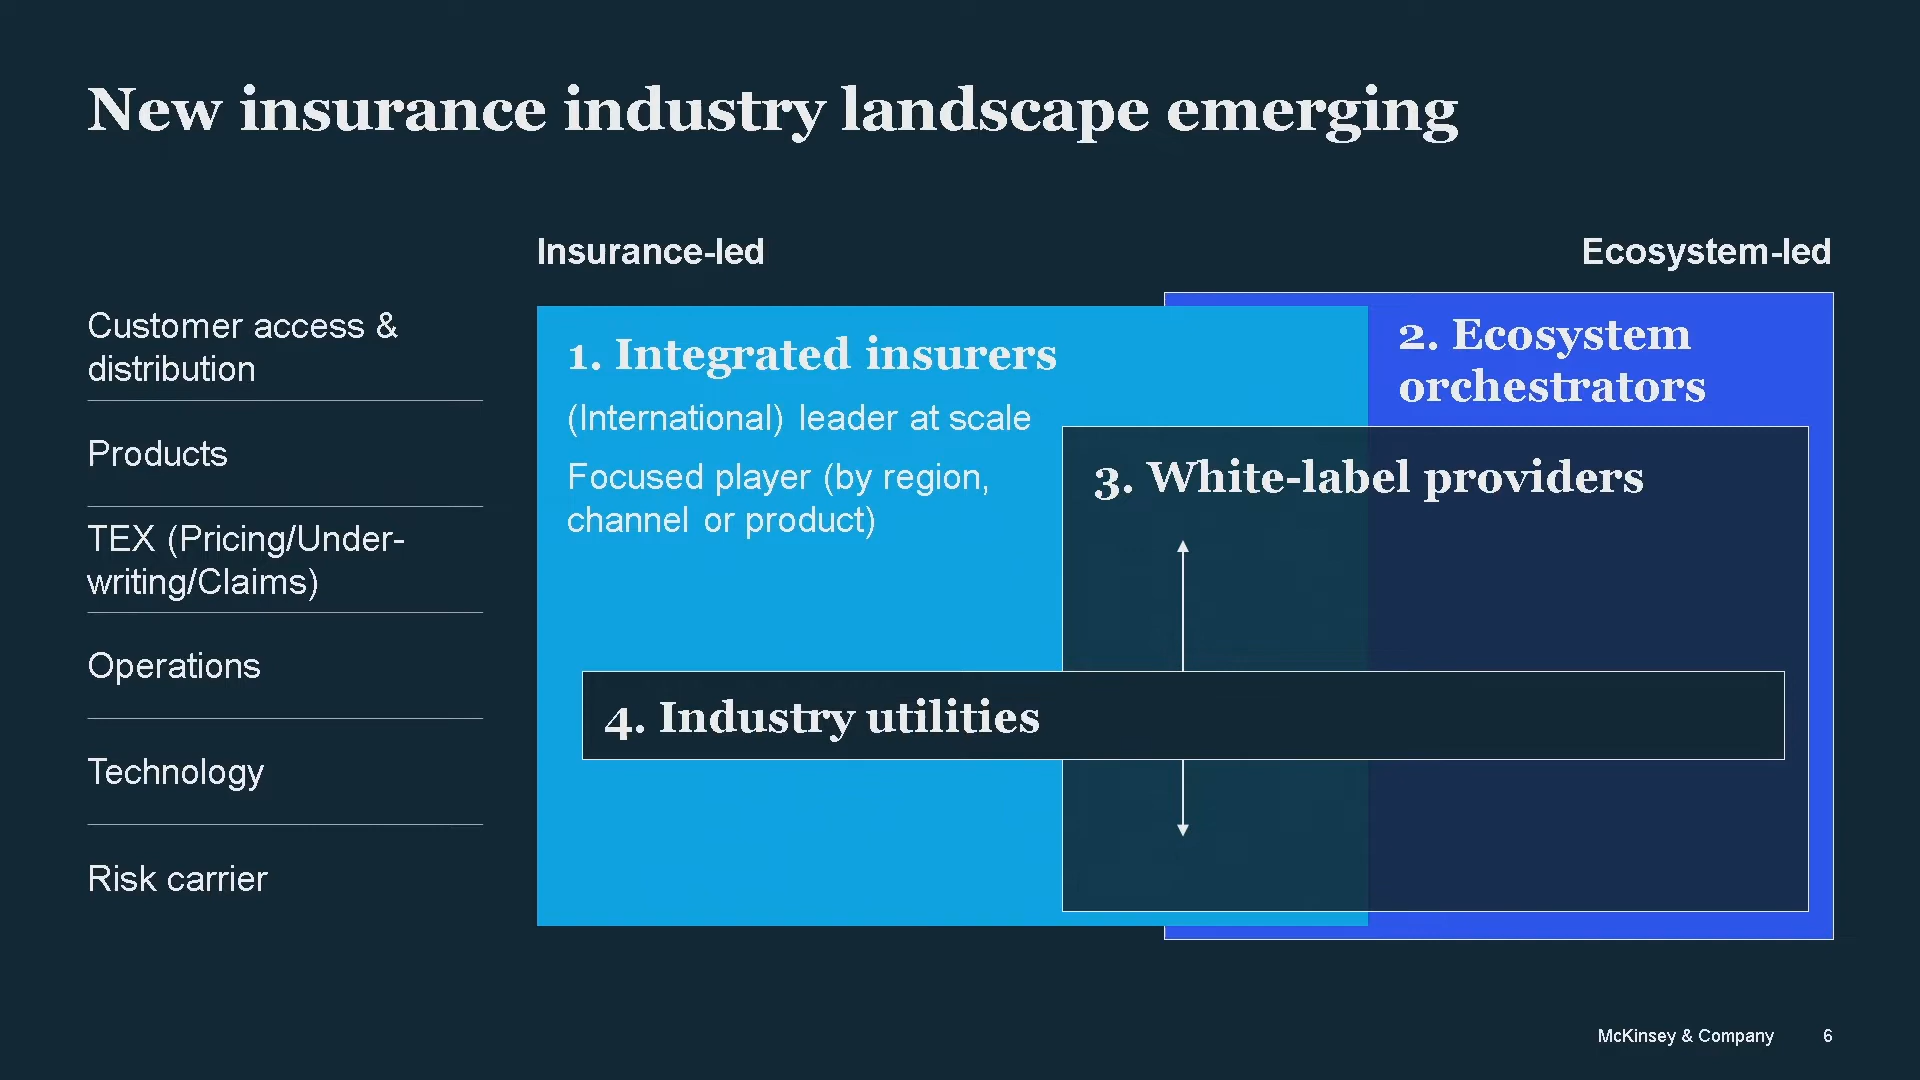 New insurance industry landscape emerging
Insurance-led
Ecosystem-led
Customer access &
distribution
Products
TEX (Pricing/Under-
writing/Claims)
Operations
Technology
Risk carrier
1. Integrated insurers
(International) leader at scale
Focused player (by region,
channel or product)
2. Ecosystem
orchestrators
3. White-label providers
4. Industry utilities
McKinsey & Company
6